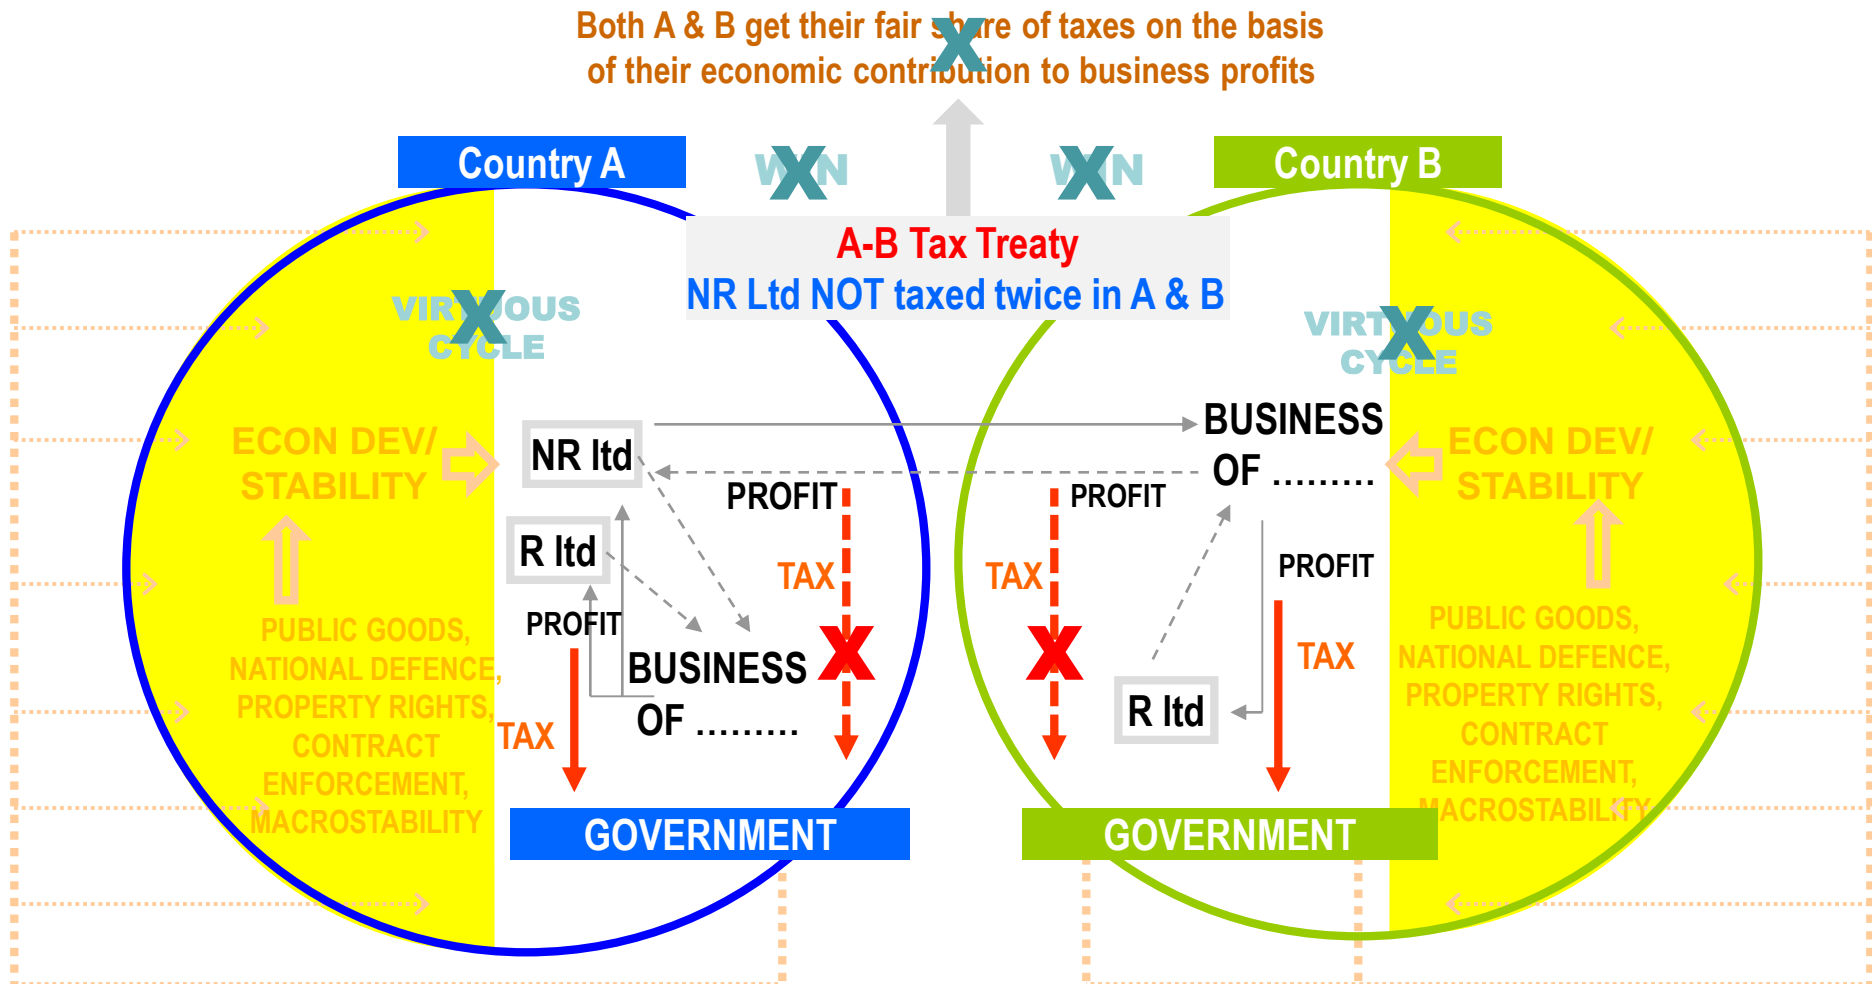 Both A & B get their fair share of taxes on the basis
of their economic contribution to business profits
X
Country A
WIN
X
WIN
X
Country B
A-B Tax Treaty
NR Ltd NOT taxed twice in A & B
VIRTUOUS
CYCLE
X
VIRTUOUS
CYCLE
X
ECON DEV/
STABILITY
NR ltd
R ltd
PROFIT
BUSINESS
OF .........
PROFIT
PROFIT
BUSINESS
OF .........
ECON DEV/
STABILITY
TAX
X
TAX
X
PROFIT
TAX
R ltd
TAX
PUBLIC GOODS,
NATIONAL DEFENCE,
PROPERTY RIGHTS,
CONTRACT
ENFORCEMENT,
MACROSTABILITY
PUBLIC GOODS,
NATIONAL DEFENCE,
PROPERTY RIGHTS,
CONTRACT
ENFORCEMENT,
MACROSTABILITY
GOVERNMENT
GOVERNMENT